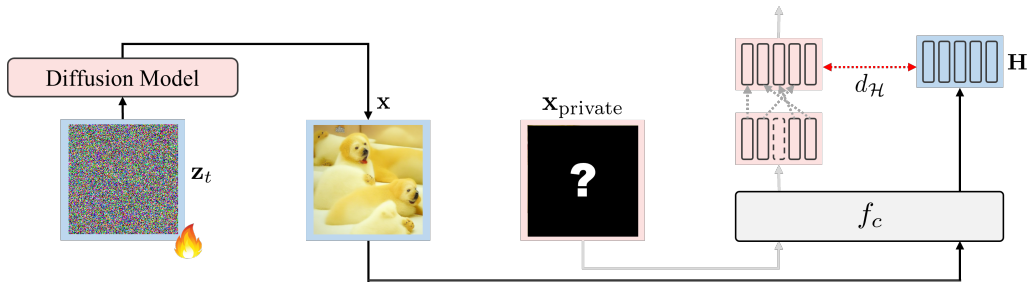 Diffusion Model
z_t
x
x_private
?
d_ℋ
H
f_c